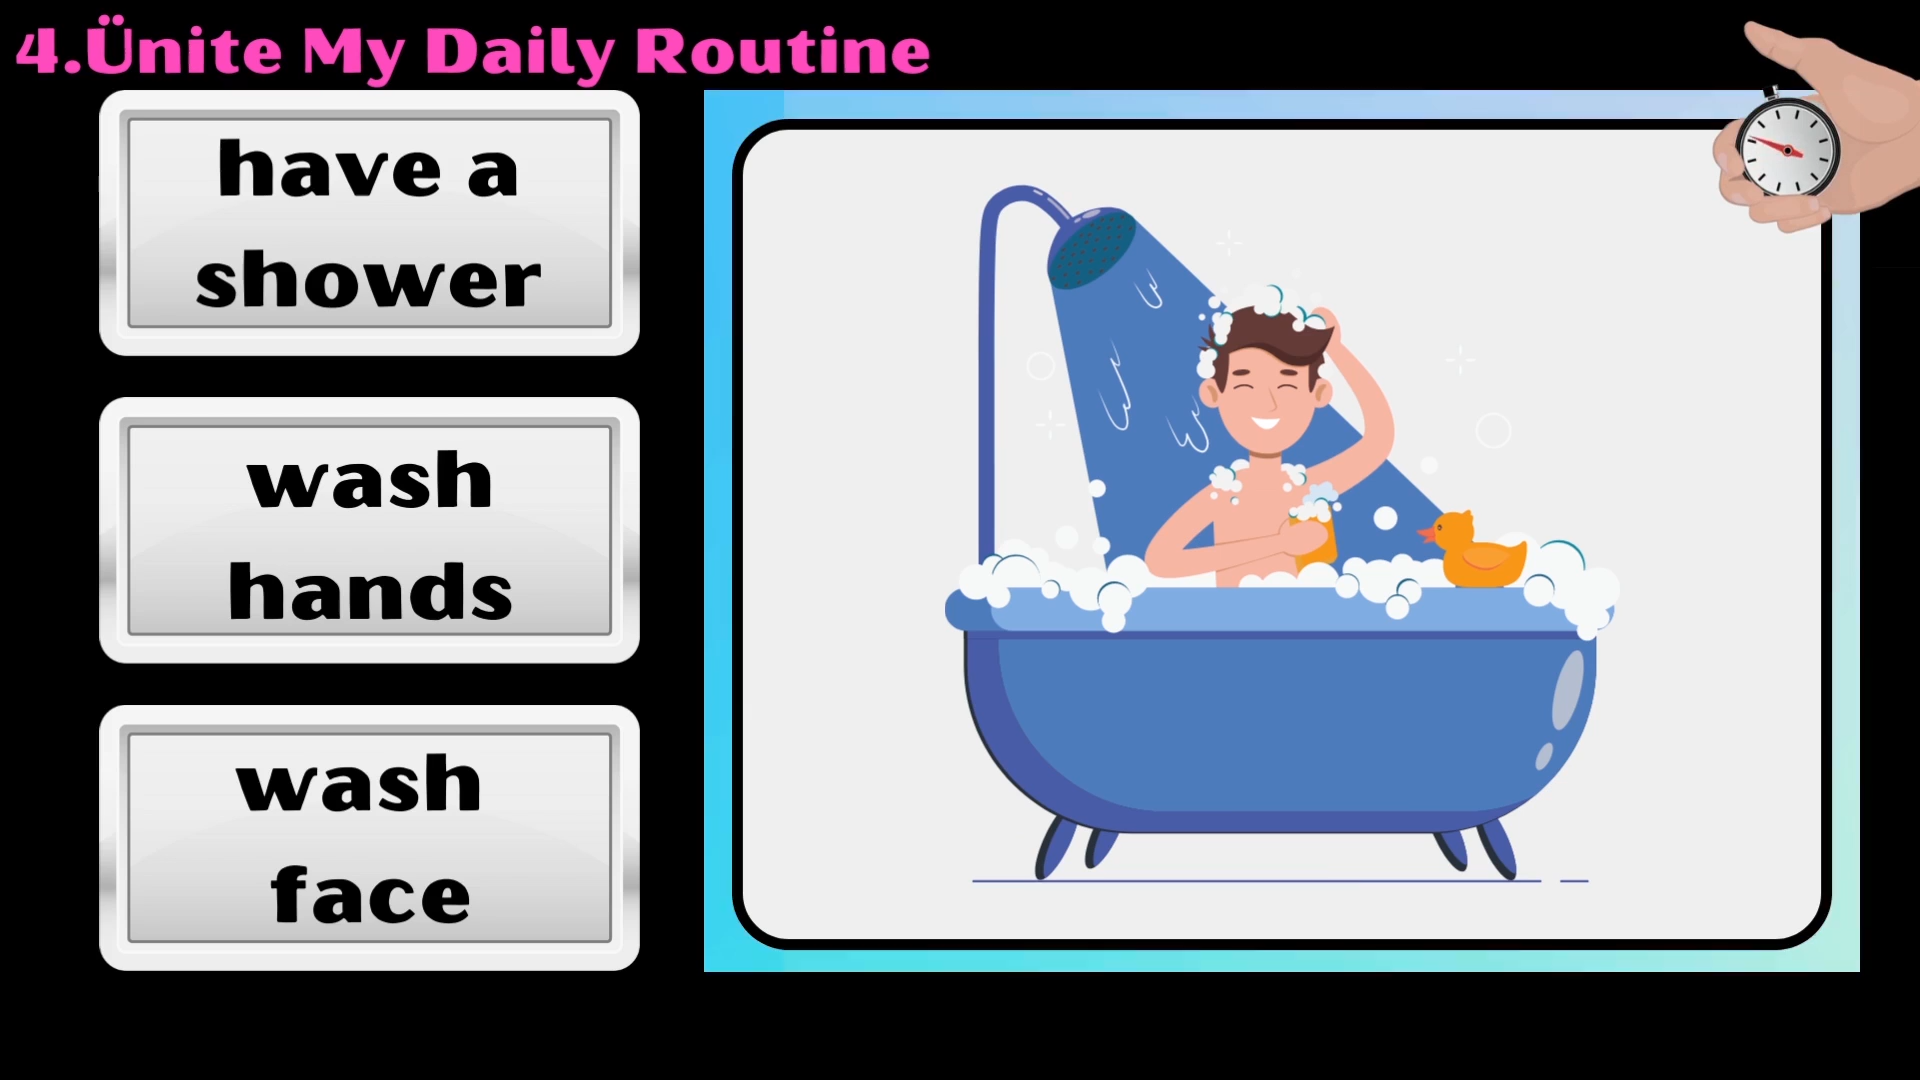 4.Ünite My Daily Routine
have a
shower
wash
hands
wash
face